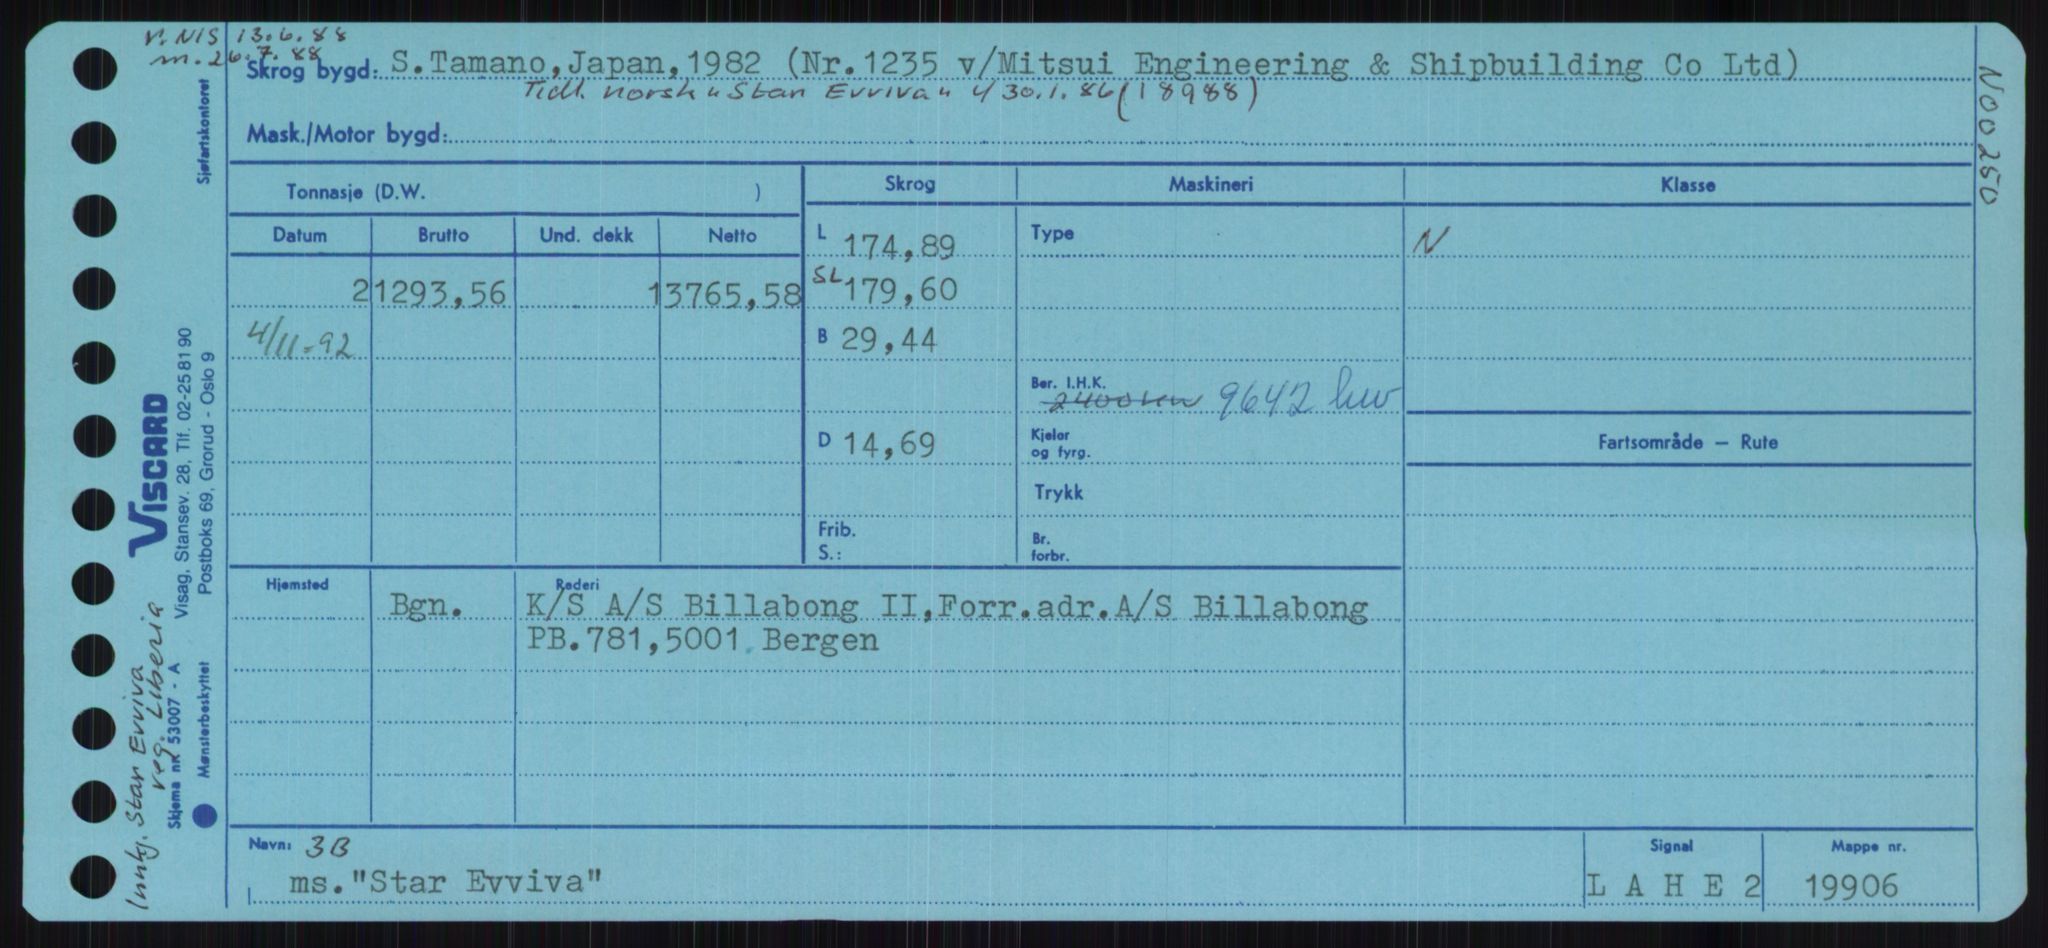 r. NIS 13.6.88
m. 26.7.88
Skrog bygd: S.Tamano, Japan, 1982 (Nr.1235 v/Mitsui Engineering & Shipbuilding Co Ltd)
Tidl. norsk "Star Evviva" 30.1.86 (18988)
Mask./Motor bygd:
N00250
Sjøfartskontoret
Tonnasje (D.W. )
Skrog
Maskineri
Klasse
Datum Brutto Und. dekk Netto
L 174,89
Type
N
21293,56 13765,58
SL 179,60
4/11-92
B 29,44
Ber. I.H.K.
2400 kw 9642 kw
D 14,69
Kjeler
og fyrg.
Fartsområde — Rute
Trykk
Frib.
S.:
Br.
forbr.
Hjemsted
Rederi
Bgn. K/S A/S Billabong II, Forr.adr. A/S Billabong
PB. 781, 5001 Bergen
Navn: 3B
ms. "Star Evviva"
Signal
L A H E 2
Mappe nr.
19906
VISCARD
Visag, Stansev. 28, Tlf. 02-25 81 90
Postboks 69, Grorud - Oslo 9
Skjema nr. 53007 - A
Mønsterbeskyttet
Innkj. Star Evviva
reg. Liberia